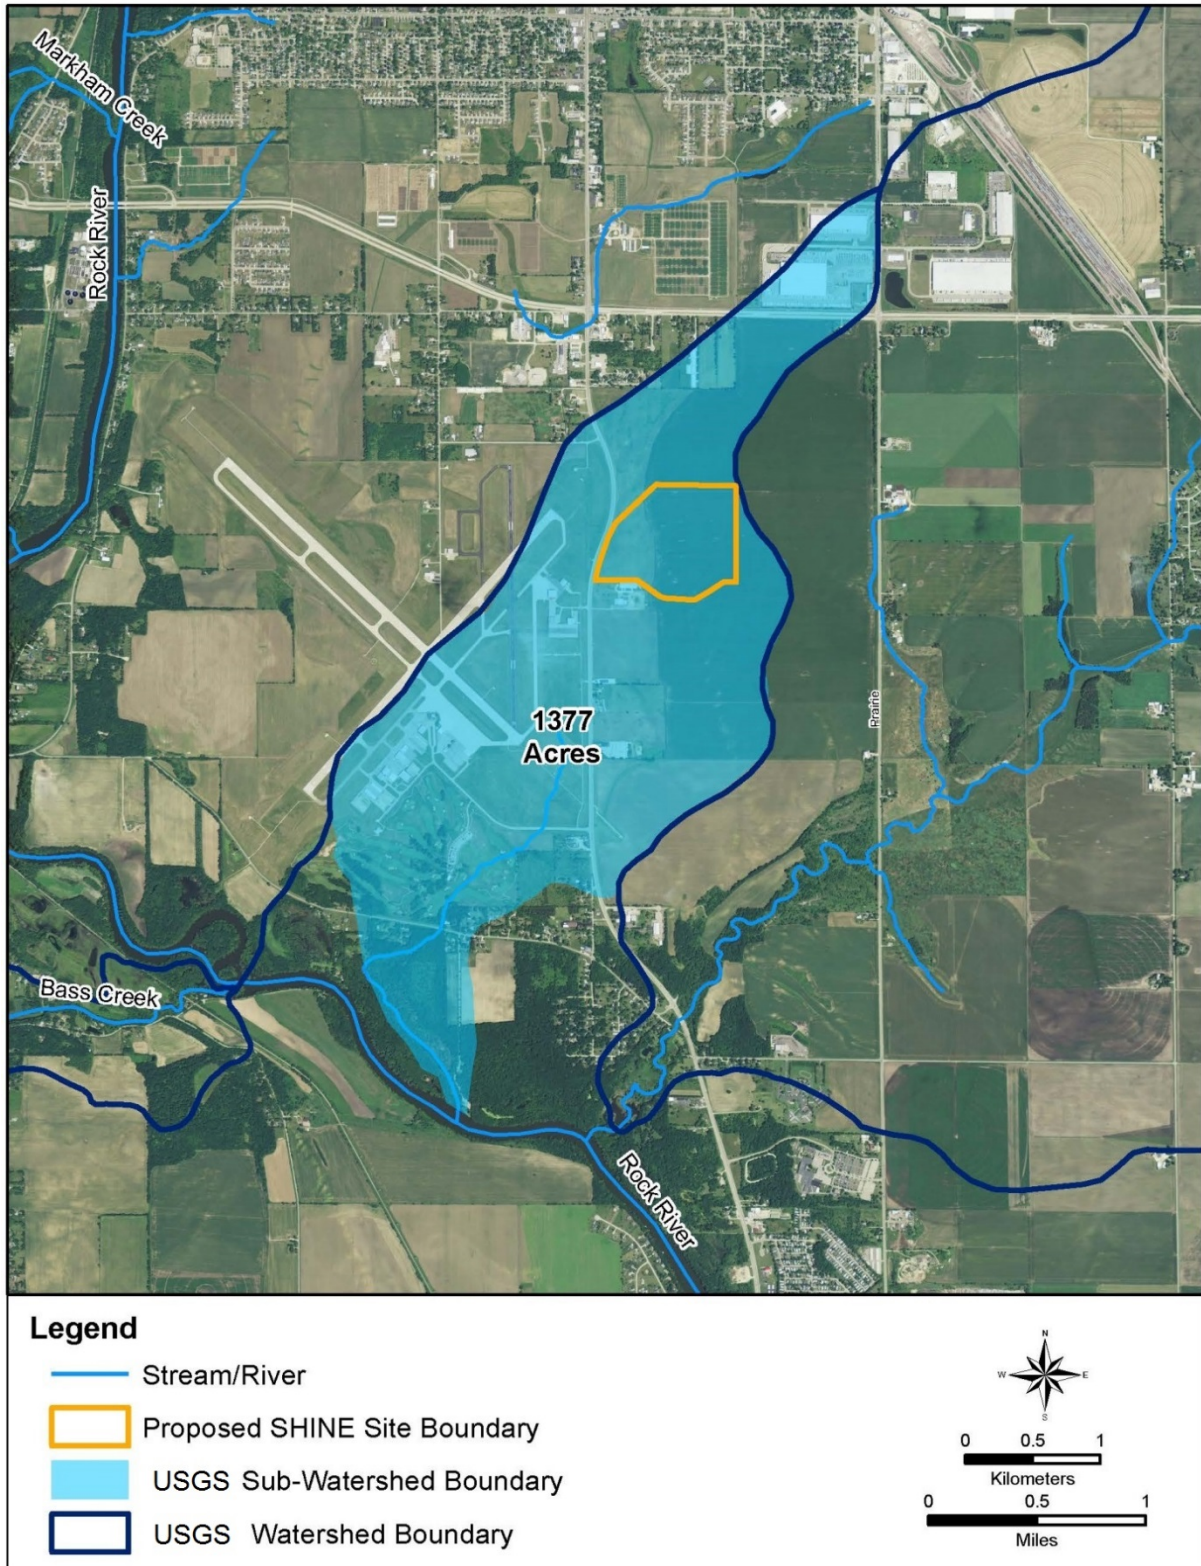 Markham Creek
Rock River
1377
Acres
Prairie
Bass Creek
Rock River
Legend
Stream/River
Proposed SHINE Site Boundary
USGS Sub-Watershed Boundary
USGS Watershed Boundary
N
W E
S
0 0.5 1
Kilometers
0 0.5 1
Miles